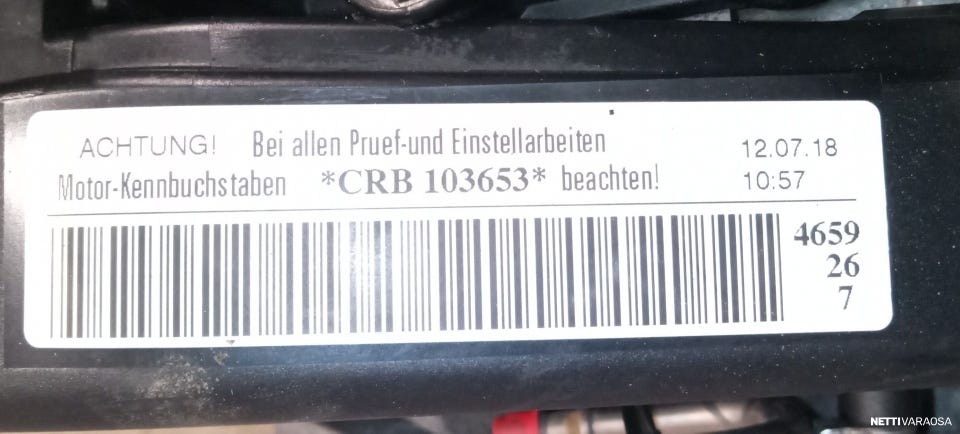 ACHTUNG! Bei allen Pruef-und Einstellarbeiten
Motor-Kennbuchstaben *CRB 103653* beachten!
12.07.18
10:57
4659
26
7
NETTIVARAOSA